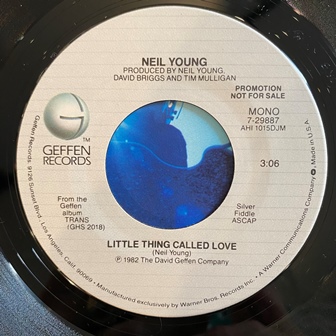 NEIL YOUNG
PRODUCED BY NEIL YOUNG,
DAVID BRIGGS AND TIM MULLIGAN
PROMOTION
NOT FOR SALE
MONO
7-29887
AHI 1015DJM
TM
GEFFEN
RECORDS
3:06
From the
Geffen
album
TRANS
(GHS 2018)
Silver
Fiddle
ASCAP
LITTLE THING CALLED LOVE
(Neil Young)
℗ 1982 The David Geffen Company
Geffen Records 9126 Sunset Blvd., Los Angeles, Calif. 90069 • Manufactured exclusively by Warner Bros. Records Inc. • A Warner Communications Company • Made in U.S.A.